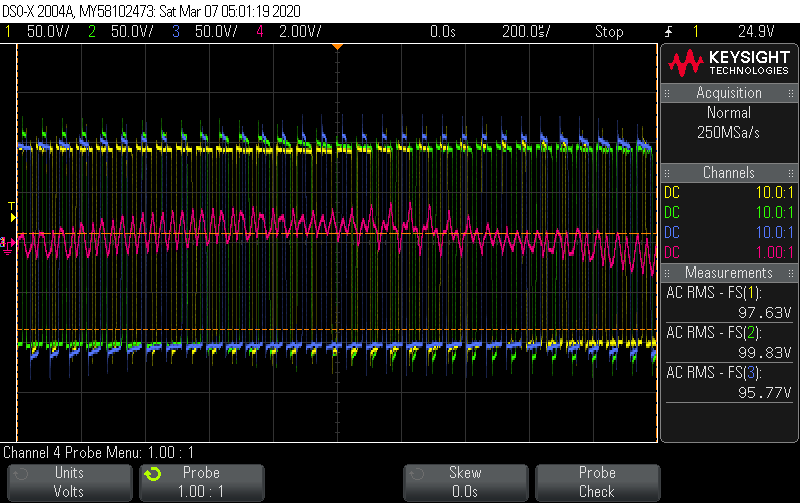 DSO-X 2004A, MY58102473: Sat Mar 07 05:01:19 2020
1 50.0V/ 2 50.0V/ 3 50.0V/ 4 2.00V/ 0.0s 200.0㎲/ Stop 1 24.9V
KEYSIGHT
TECHNOLOGIES
Acquisition
Normal
250MSa/s
Channels
DC 10.0:1
DC 10.0:1
DC 10.0:1
DC 1.00:1
Measurements
AC RMS - FS(1):
97.63V
AC RMS - FS(2):
99.83V
AC RMS - FS(3):
95.77V
T
Channel 4 Probe Menu: 1.00 : 1
Units Probe Skew Probe
Volts 1.00 : 1 0.0s Check